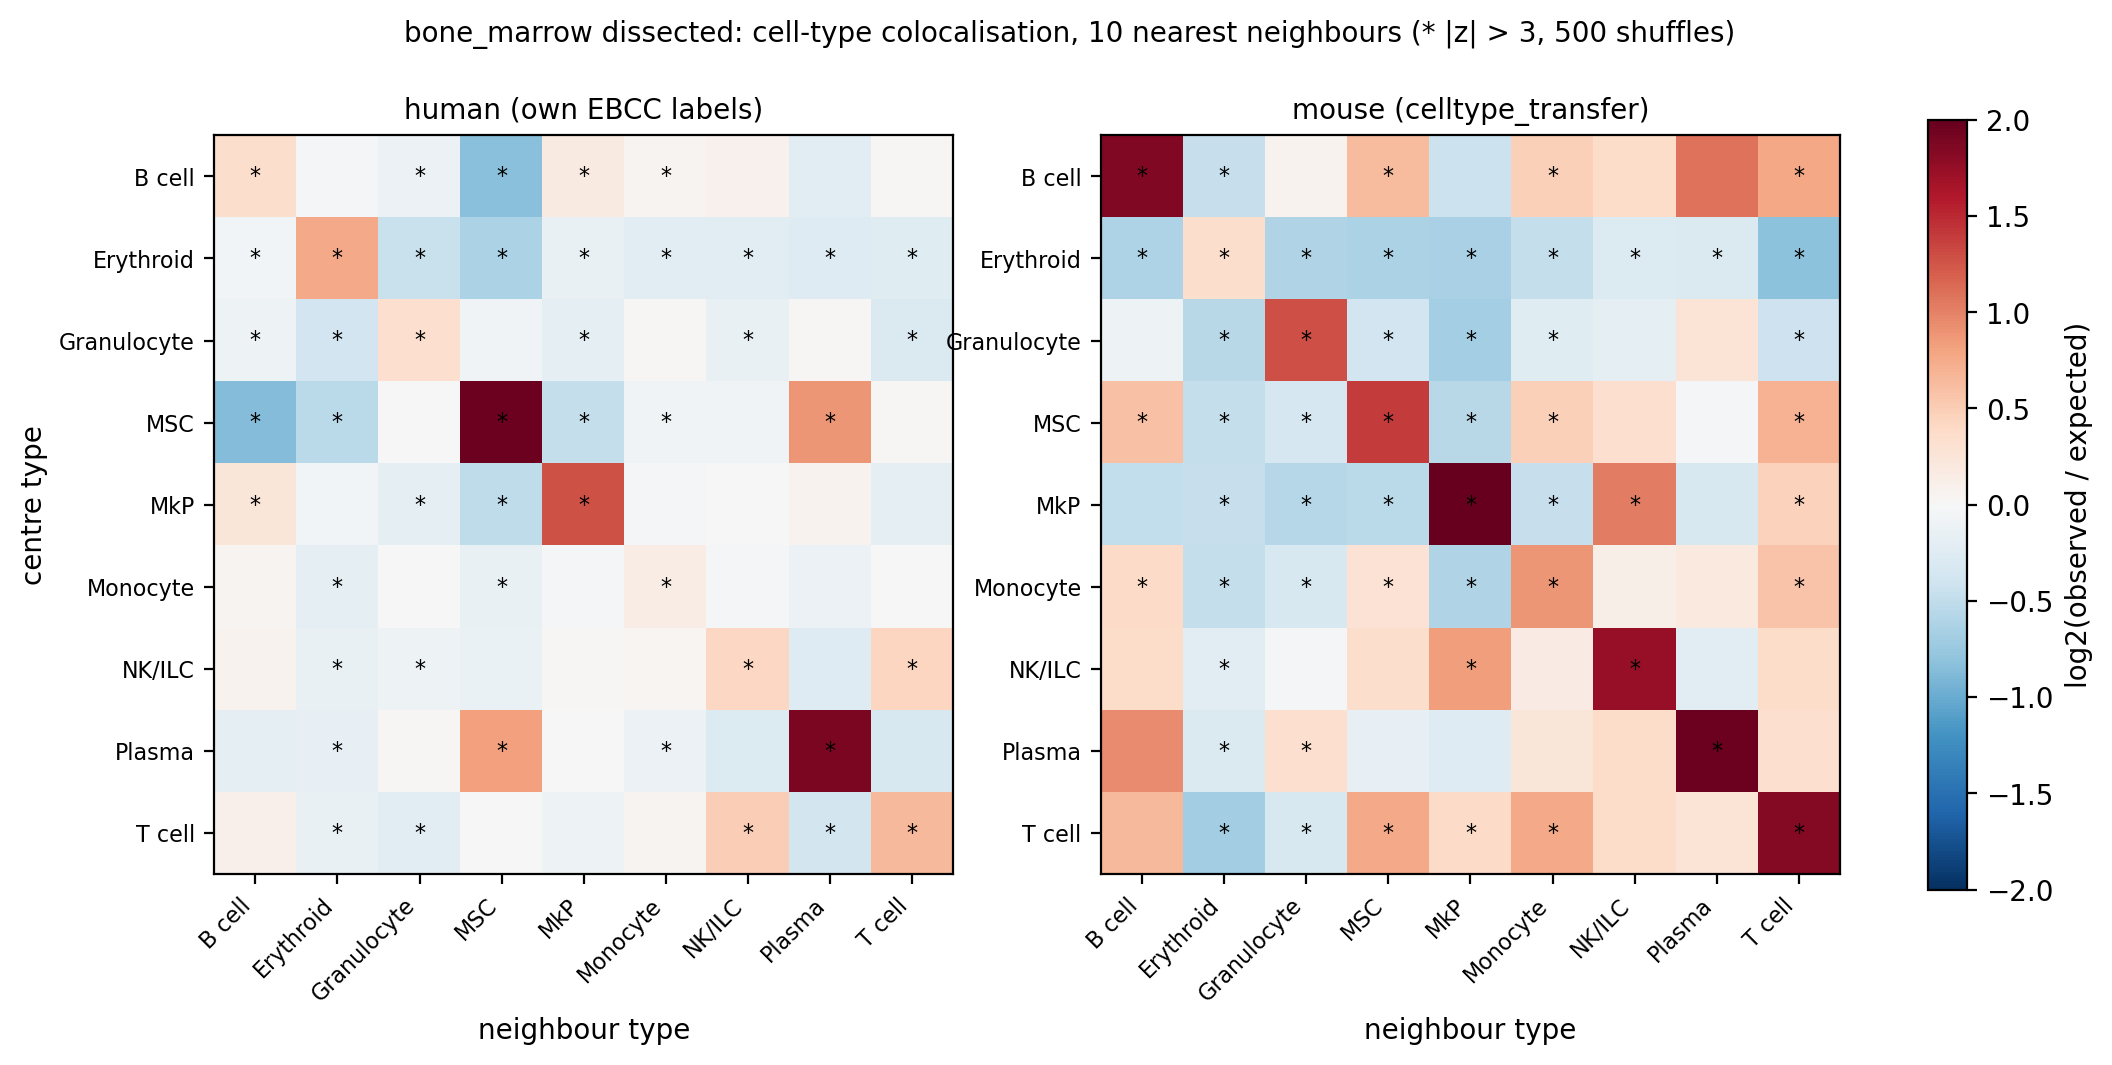 bone_marrow dissected: cell-type colocalisation, 10 nearest neighbours (* |z| > 3, 500 shuffles)
human (own EBCC labels)
centre type
B cell * * * * *
Erythroid * * * * * * * * *
Granulocyte * * * * * *
MSC * * * * * *
MkP * * * *
Monocyte * * *
NK/ILC * * * *
Plasma * * * *
T cell * * * * *
B cell
Erythroid
Granulocyte
MSC
MkP
Monocyte
NK/ILC
Plasma
T cell
neighbour type
mouse (celltype_transfer)
B cell * * * * *
Erythroid * * * * * * * * *
Granulocyte * * * * * *
MSC * * * * * * *
MkP * * * * * * *
Monocyte * * * * * * *
NK/ILC * * *
Plasma * * *
T cell * * * * * *
B cell
Erythroid
Granulocyte
MSC
MkP
Monocyte
NK/ILC
Plasma
T cell
neighbour type
2.0
1.5
1.0
0.5
0.0
−0.5
−1.0
−1.5
−2.0
log2(observed / expected)